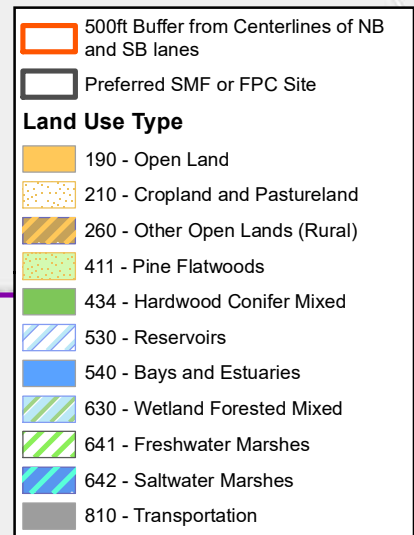 500ft Buffer from Centerlines of NB
and SB lanes
Preferred SMF or FPC Site
Land Use Type
190 - Open Land
210 - Cropland and Pastureland
260 - Other Open Lands (Rural)
411 - Pine Flatwoods
434 - Hardwood Conifer Mixed
530 - Reservoirs
540 - Bays and Estuaries
630 - Wetland Forested Mixed
641 - Freshwater Marshes
642 - Saltwater Marshes
810 - Transportation